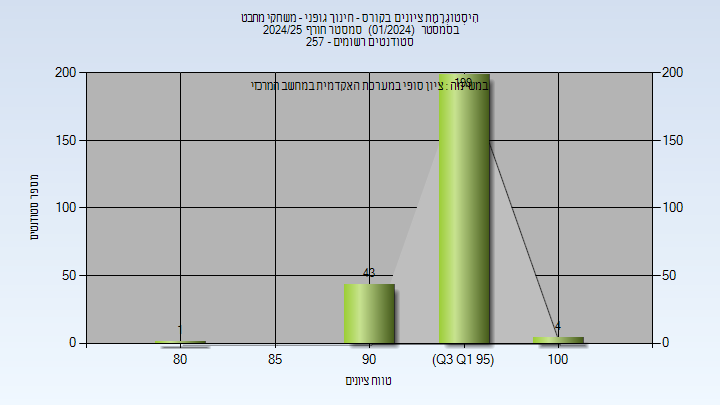 היסטוגרמת ציונים בקורס - חינוך גופני - משחקי מחבט
בסמסטר (01/2024) סמסטר חורף 2024/25
סטודנטים רשומים - 257
במשימה : ציון סופי במערכת האקדמית במחשב המרכזי
200 200
150 150
100 100
50 50
0 0
מספר סטודנטים
1 43 199 4
80 85 90 (Q3 Q1 95) 100
טווח ציונים